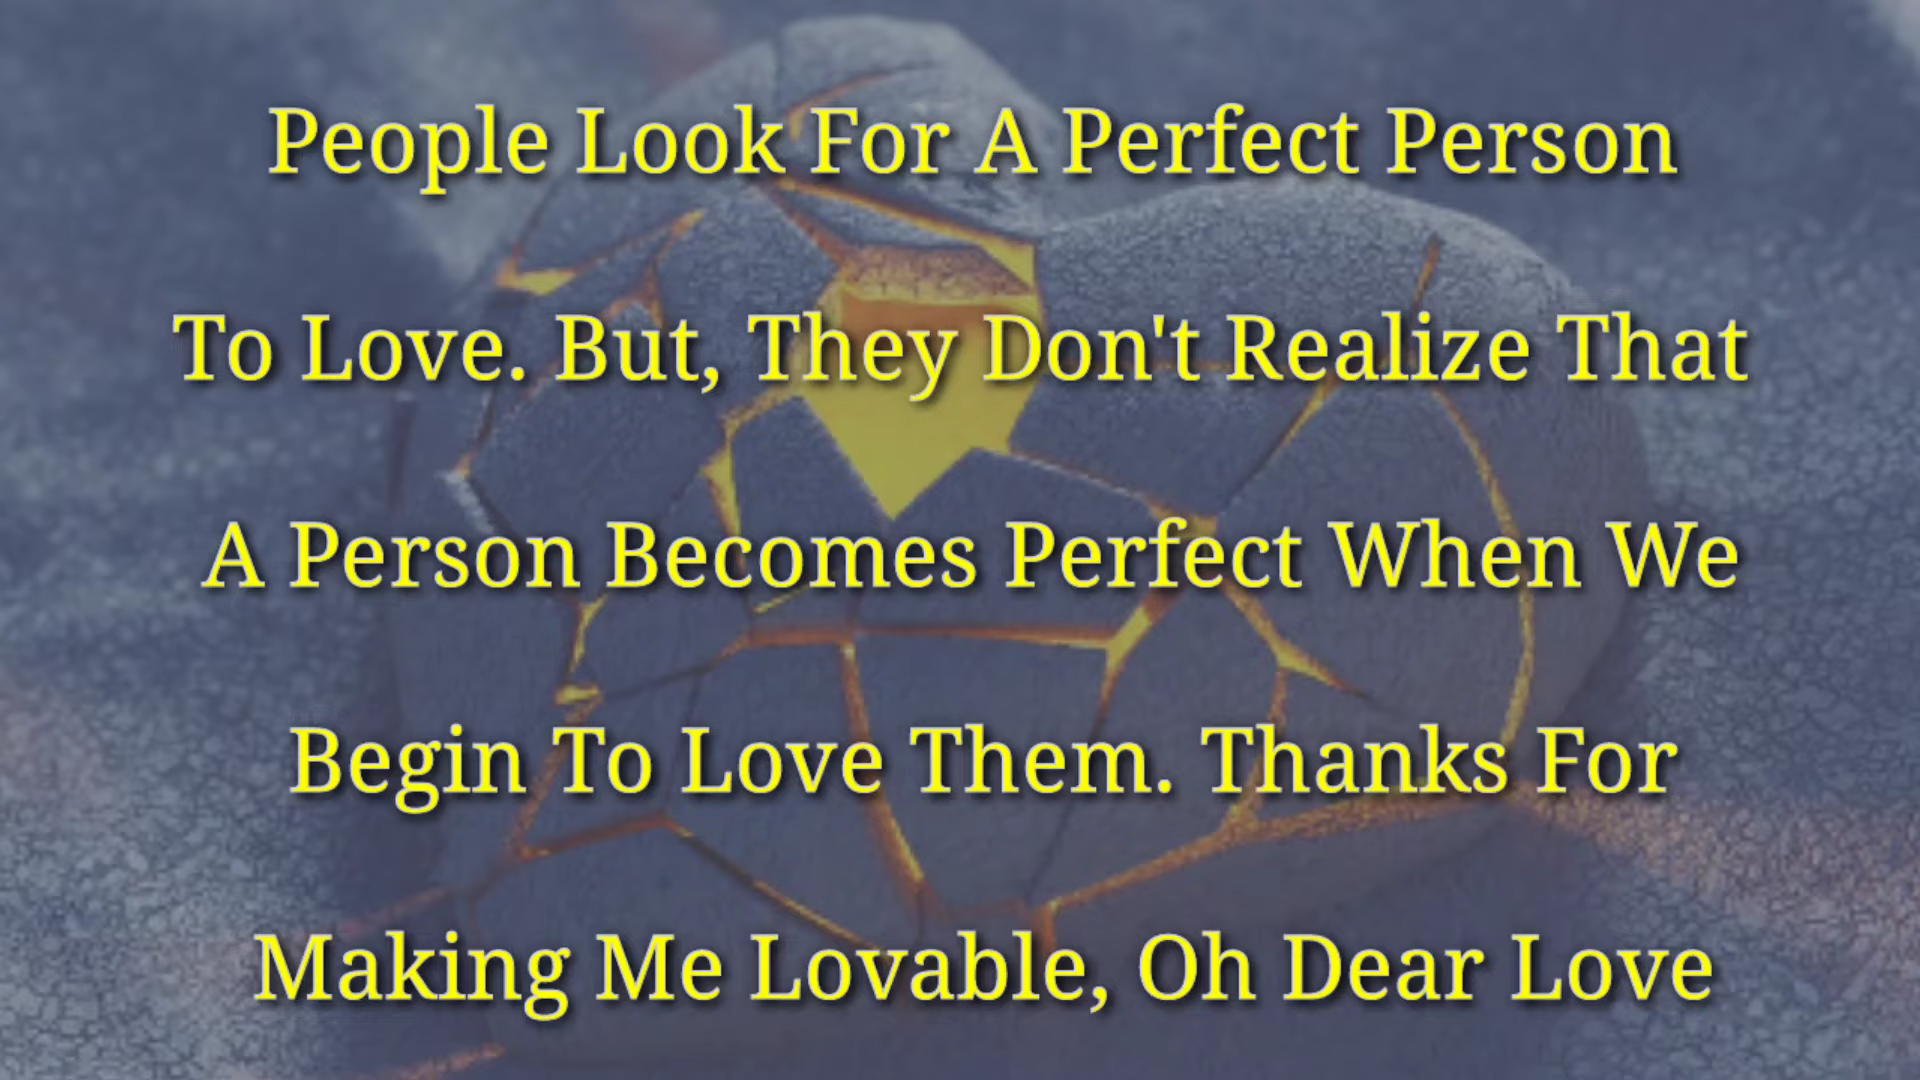 People Look For A Perfect Person
To Love. But, They Don't Realize That
A Person Becomes Perfect When We
Begin To Love Them. Thanks For
Making Me Lovable, Oh Dear Love